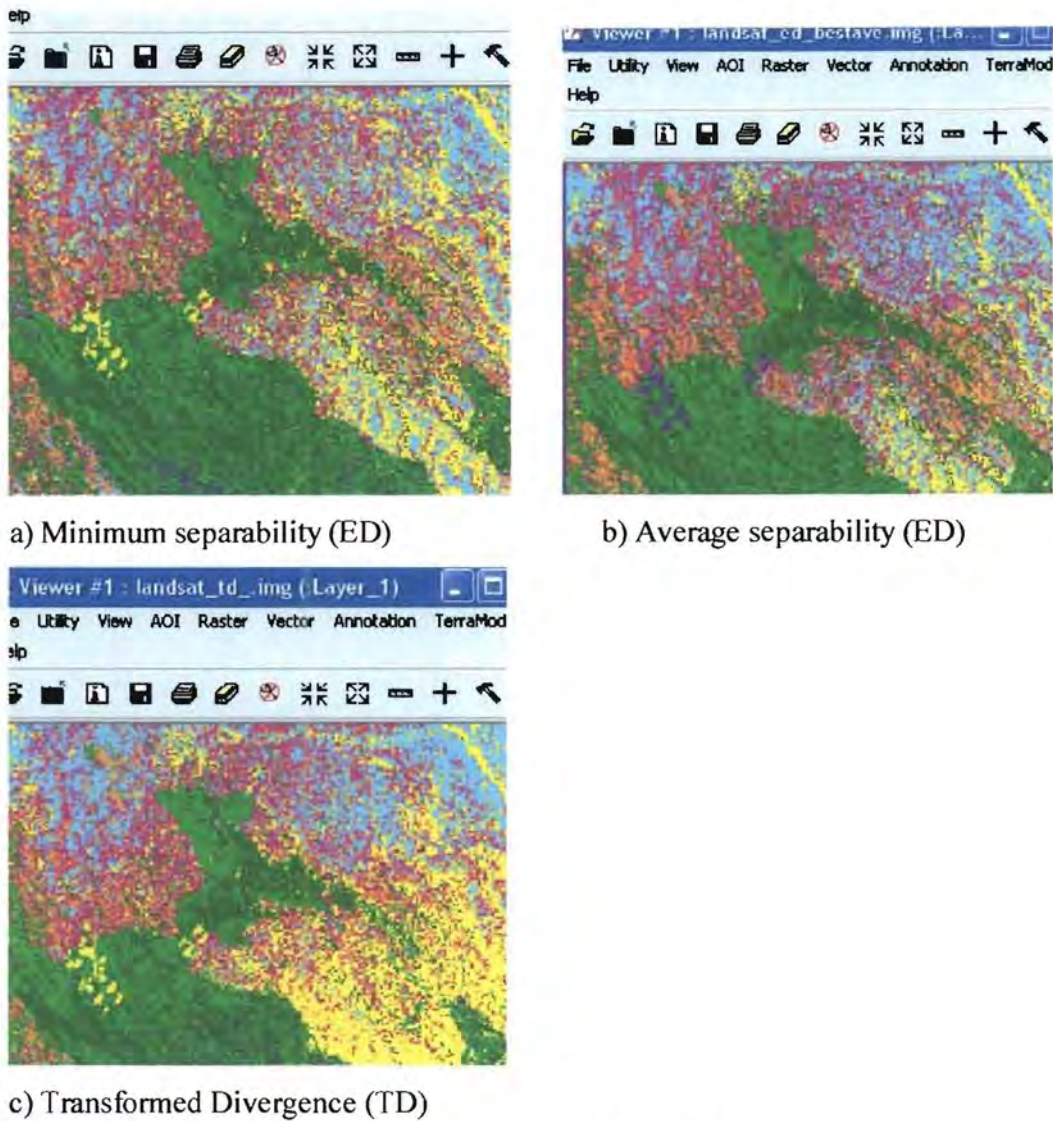 elp
Viewer #1 : landsat_ed_bestave.img (:La...
File Utility View AOI Raster Vector Annotation TerraMod
Help
a) Minimum separability (ED)
b) Average separability (ED)
Viewer #1 : landsat_td_.img (:Layer_1)
e Utility View AOI Raster Vector Annotation TerraMod
elp
c) Transformed Divergence (TD)